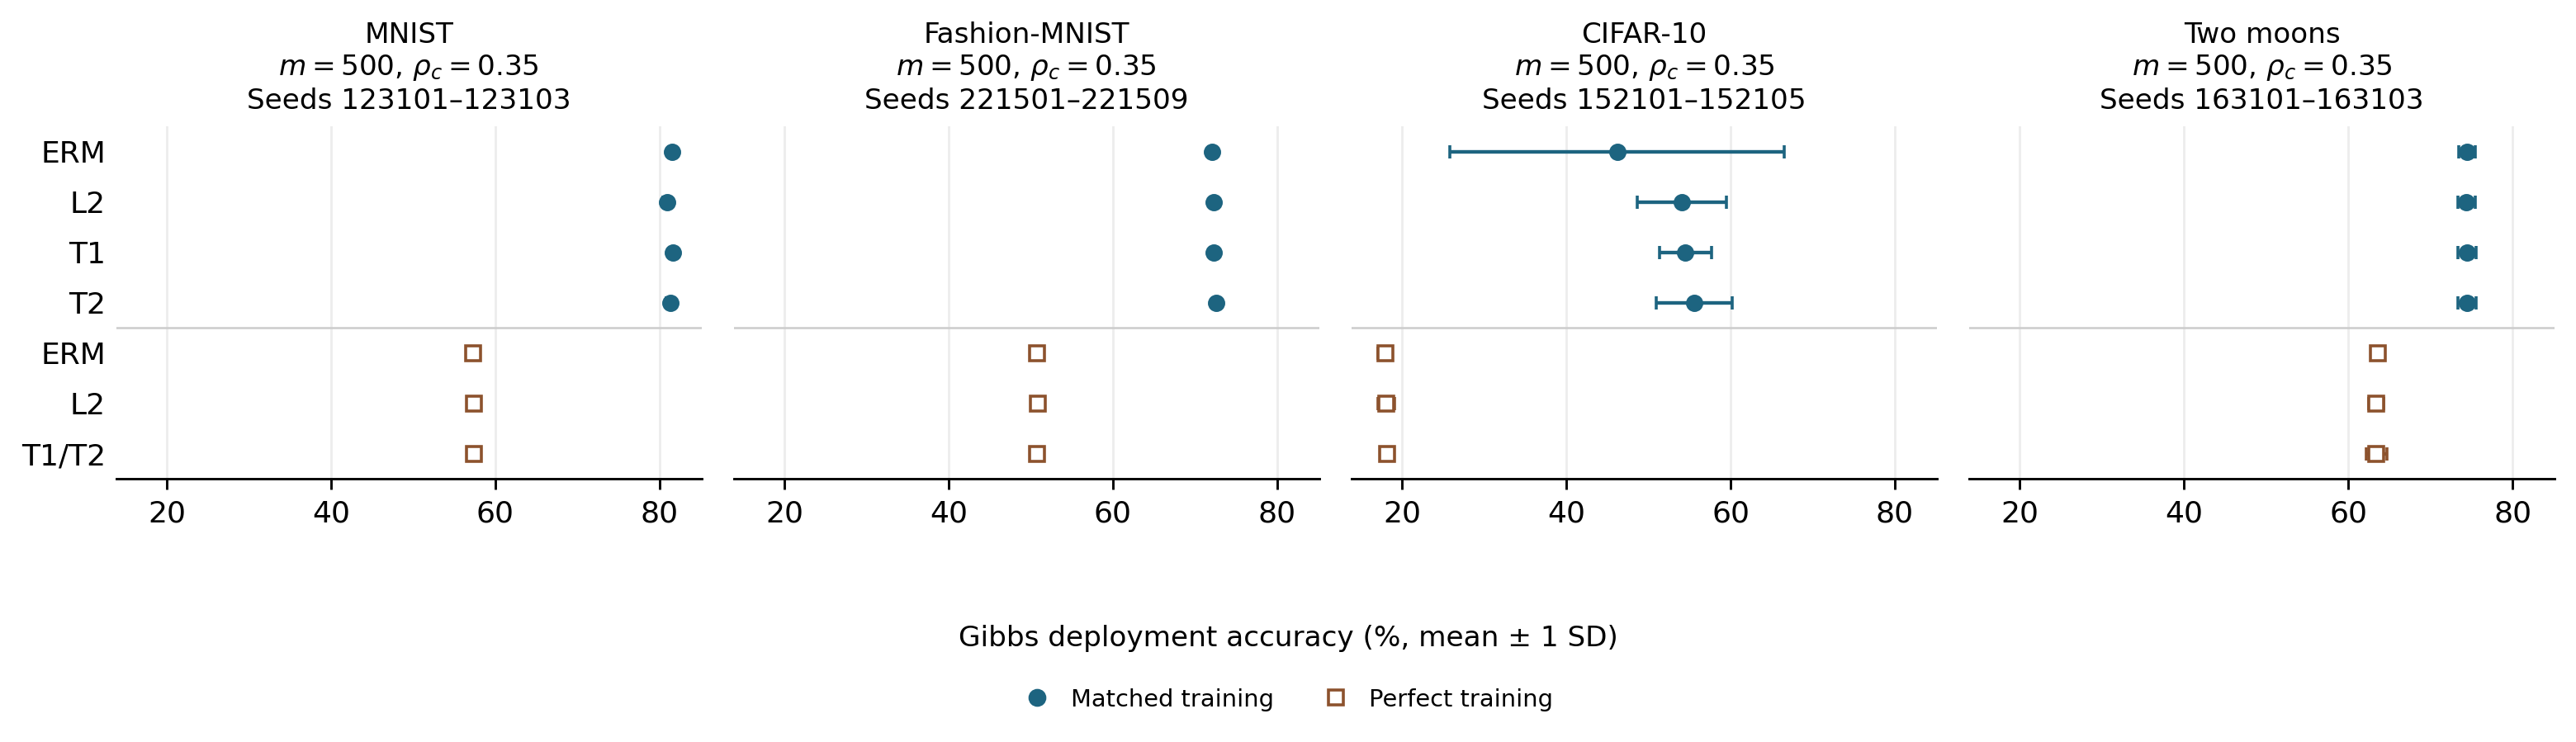 MNIST
m = 500, ρc = 0.35
Seeds 123101–123103
Fashion-MNIST
m = 500, ρc = 0.35
Seeds 221501–221509
CIFAR-10
m = 500, ρc = 0.35
Seeds 152101–152105
Two moons
m = 500, ρc = 0.35
Seeds 163101–163103
ERM
L2
T1
T2
ERM
L2
T1/T2
20 40 60 80
20 40 60 80
20 40 60 80
20 40 60 80
Gibbs deployment accuracy (%, mean ± 1 SD)
Matched training
Perfect training